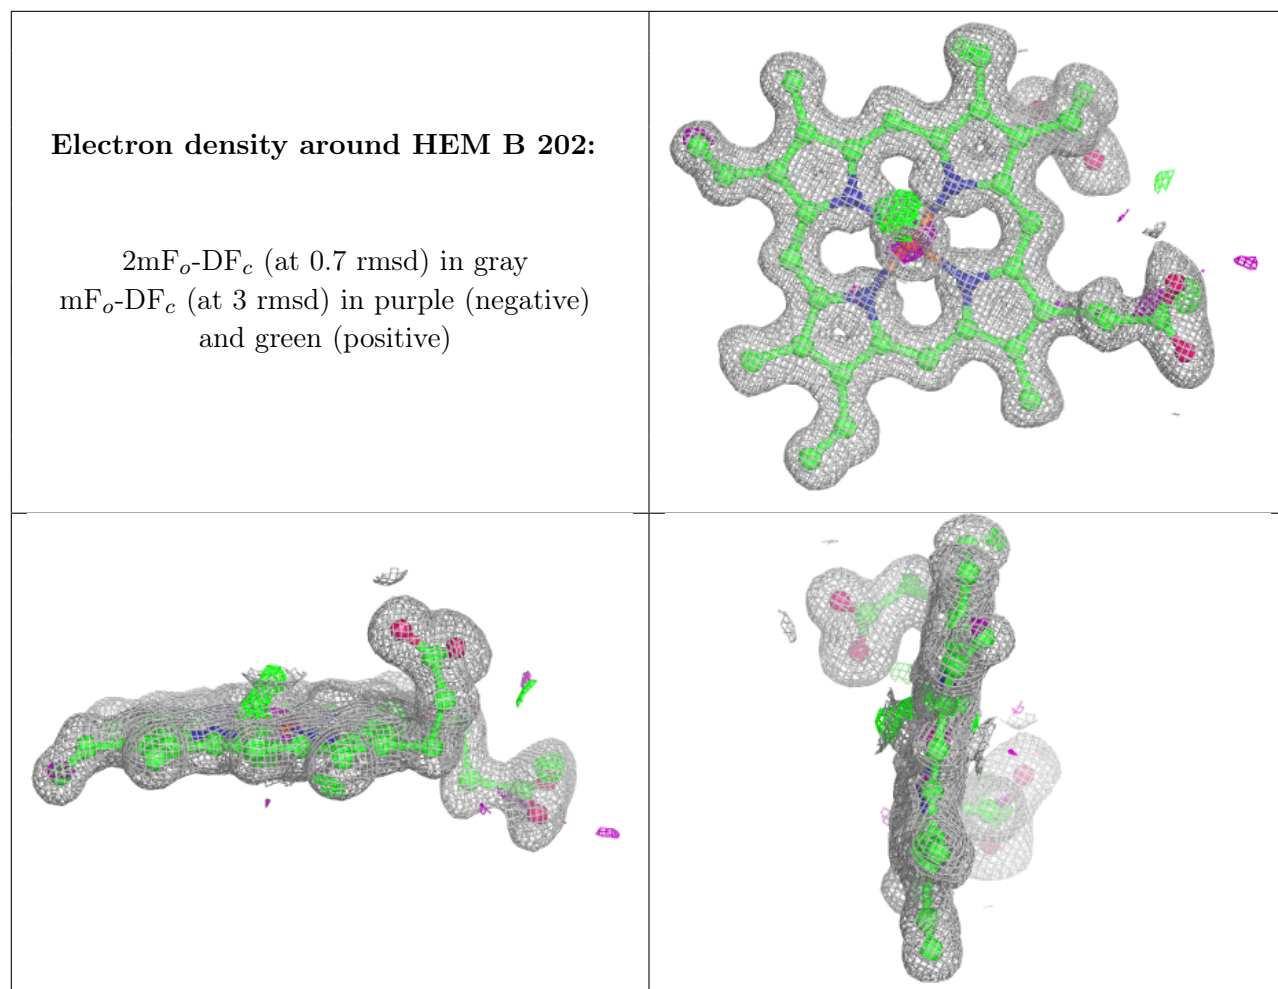 Electron density around HEM B 202:
2mFo-DFc (at 0.7 rmsd) in gray
mFo-DFc (at 3 rmsd) in purple (negative)
and green (positive)